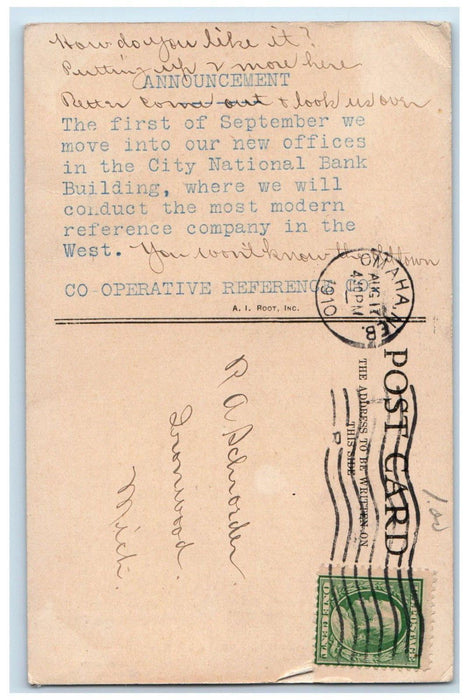 How do you like it?
Putting up 2 more here
ANNOUNCEMENT
Better come out & look us over
The first of September we
move into our new offices
in the City National Bank
Building, where we will
conduct the most modern
reference company in the
West. You won't know the old town
CO-OPERATIVE REFERENCE CO.
A. I. ROOT, INC.
OMAHA, NEB.
AUG 17
4 PM
1910
POST CARD
THE ADDRESS TO BE WRITTEN ON
THIS SIDE
R A Schroder
Ironwood
Mich.
1.00
POSTAGE
ONE CENT